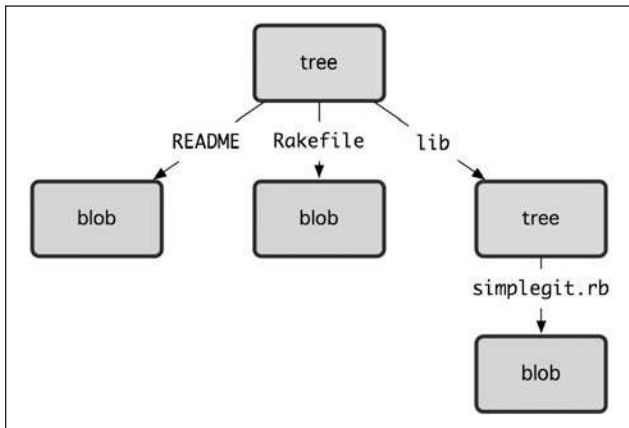 tree
README Rakefile lib
blob blob tree
simplegit.rb
blob